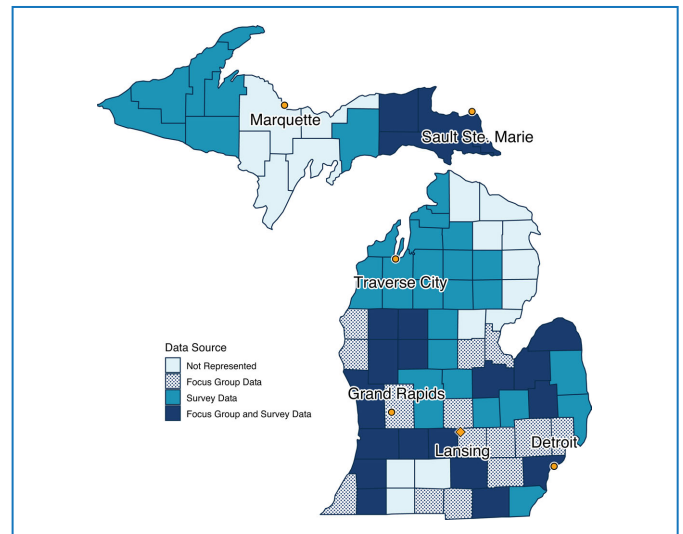 Marquette
Sault Ste. Marie
Traverse City
Data Source
Not Represented
Focus Group Data
Survey Data
Focus Group and Survey Data
Grand Rapids
Lansing
Detroit